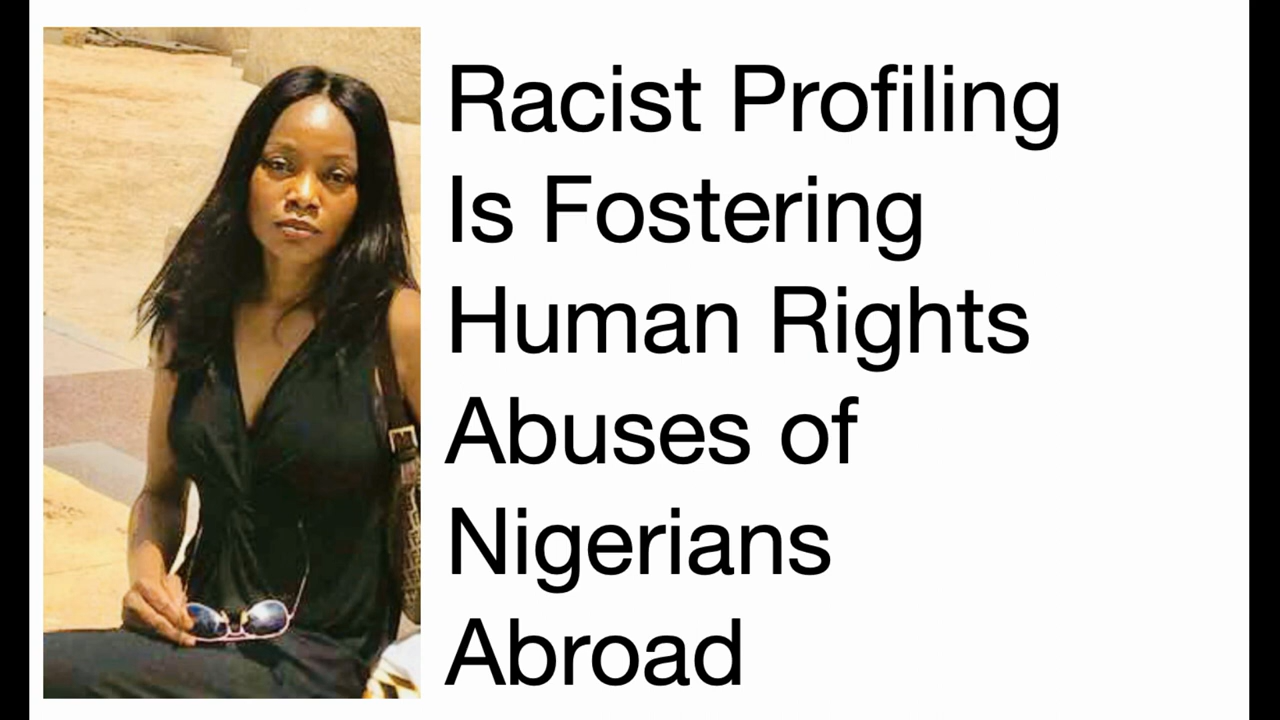 Racist Profiling
Is Fostering
Human Rights
Abuses of
Nigerians
Abroad